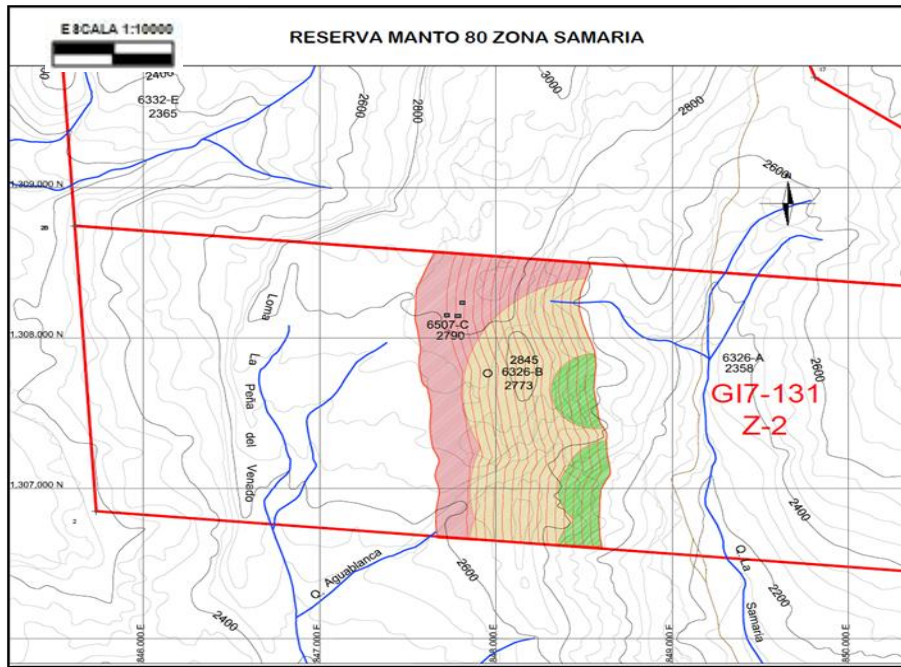 ESCALA 1:10000
RESERVA MANTO 80 ZONA SAMARIA
2400
6332-E
2365
2600
2800
3000
2800
2600
17
1,309,000 N
28
Loma
La Peña del Venado
6507-C
2790
1,308,000 N
2845
6326-B
2773
6326-A
2358
GI7-131
Z-2
2600
1,307,000 N
2
2400
Q. Aguablanca
2600
2400
Q. La Samaria
2200
846.000 E
847.000 E
848.000 E
849.000 E
850.000 E